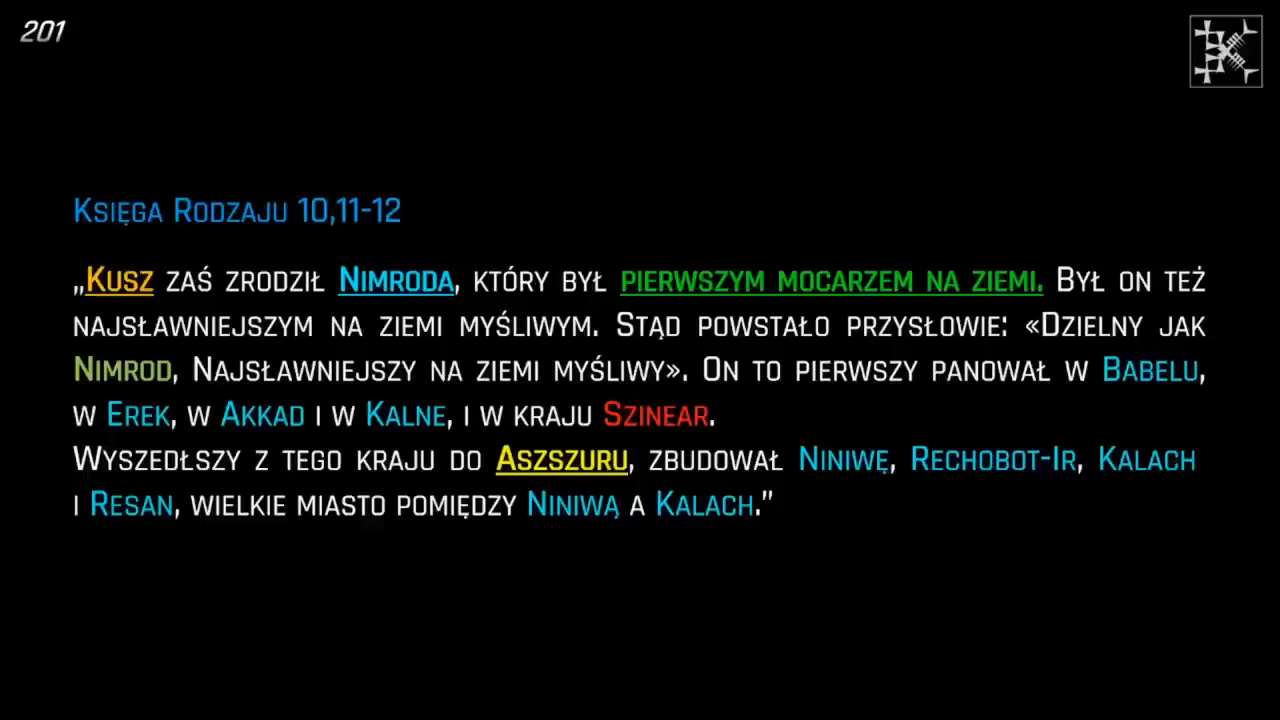 201
Księga Rodzaju 10,11-12
„Kusz zaś zrodził Nimroda, który był pierwszym mocarzem na ziemi. Był on też
najsławniejszym na ziemi myśliwym. Stąd powstało przysłowie: «Dzielny jak
Nimrod, Najsławniejszy na ziemi myśliwy». On to pierwszy panował w Babelu,
w Erek, w Akkad i w Kalne, i w kraju Szinear.
Wyszedłszy z tego kraju do Aszszuru, zbudował Niniwę, Rechobot-Ir, Kalach
i Resan, wielkie miasto pomiędzy Niniwą a Kalach.”